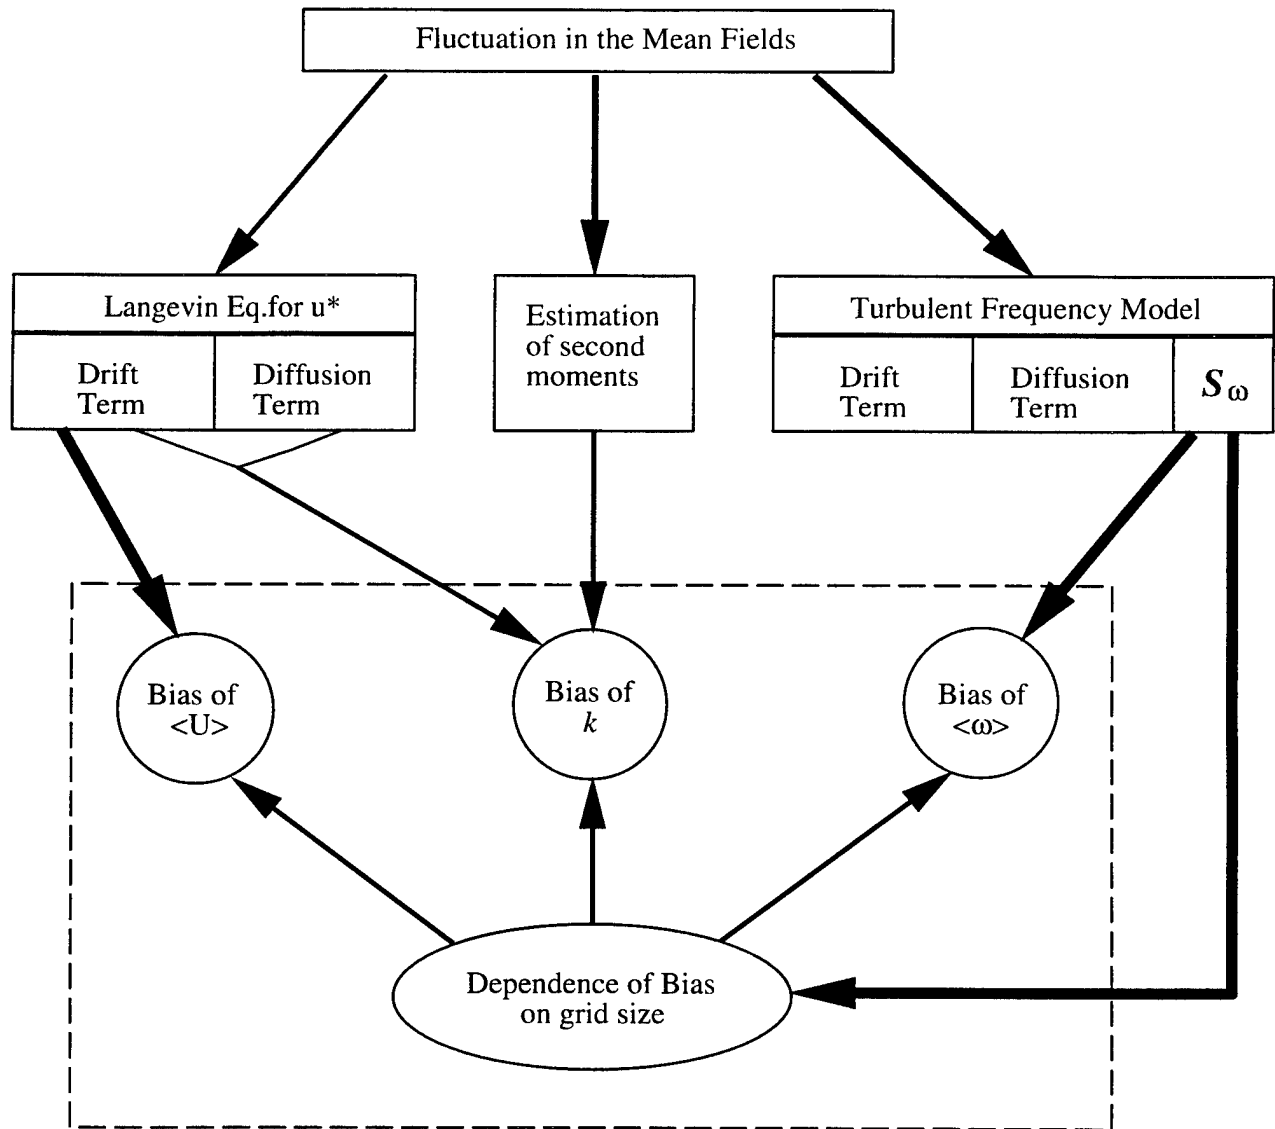 Fluctuation in the Mean Fields
Langevin Eq.for u*
Drift
Term
Diffusion
Term
Estimation
of second
moments
Turbulent Frequency Model
Drift
Term
Diffusion
Term
Sω
Bias of
<U>
Bias of
k
Bias of
<ω>
Dependence of Bias
on grid size